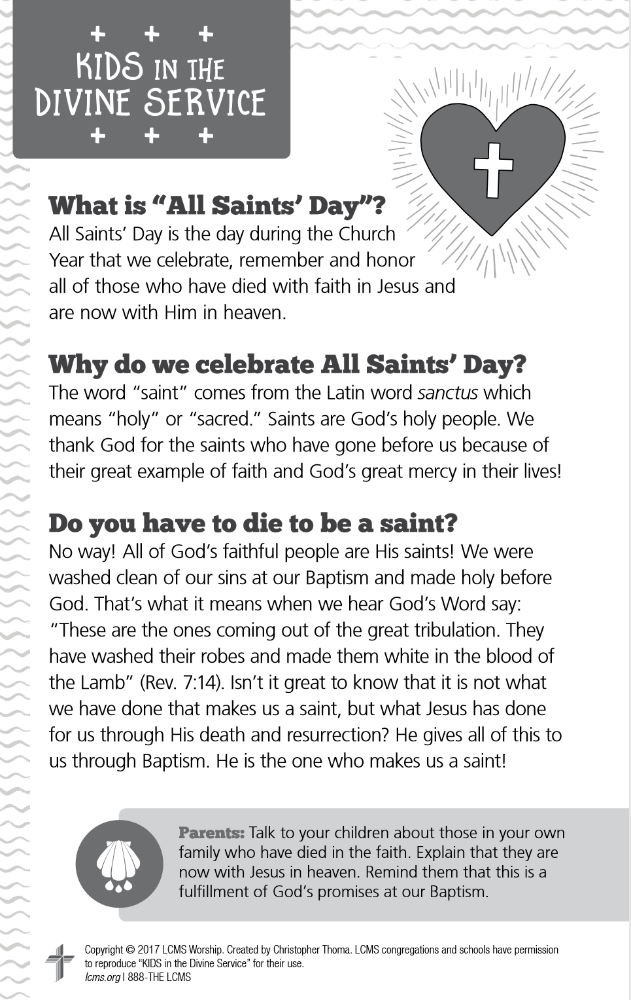 KIDS IN THE
DIVINE SERVICE
What is “All Saints’ Day”?
All Saints’ Day is the day during the Church
Year that we celebrate, remember and honor
all of those who have died with faith in Jesus and
are now with Him in heaven.
Why do we celebrate All Saints’ Day?
The word “saint” comes from the Latin word sanctus which
means “holy” or “sacred.” Saints are God’s holy people. We
thank God for the saints who have gone before us because of
their great example of faith and God’s great mercy in their lives!
Do you have to die to be a saint?
No way! All of God’s faithful people are His saints! We were
washed clean of our sins at our Baptism and made holy before
God. That’s what it means when we hear God’s Word say:
“These are the ones coming out of the great tribulation. They
have washed their robes and made them white in the blood of
the Lamb” (Rev. 7:14). Isn’t it great to know that it is not what
we have done that makes us a saint, but what Jesus has done
for us through His death and resurrection? He gives all of this to
us through Baptism. He is the one who makes us a saint!
Parents: Talk to your children about those in your own
family who have died in the faith. Explain that they are
now with Jesus in heaven. Remind them that this is a
fulfillment of God’s promises at our Baptism.
Copyright © 2017 LCMS Worship. Created by Christopher Thoma. LCMS congregations and schools have permission
to reproduce “KIDS in the Divine Service” for their use.
lcms.org | 888-THE LCMS